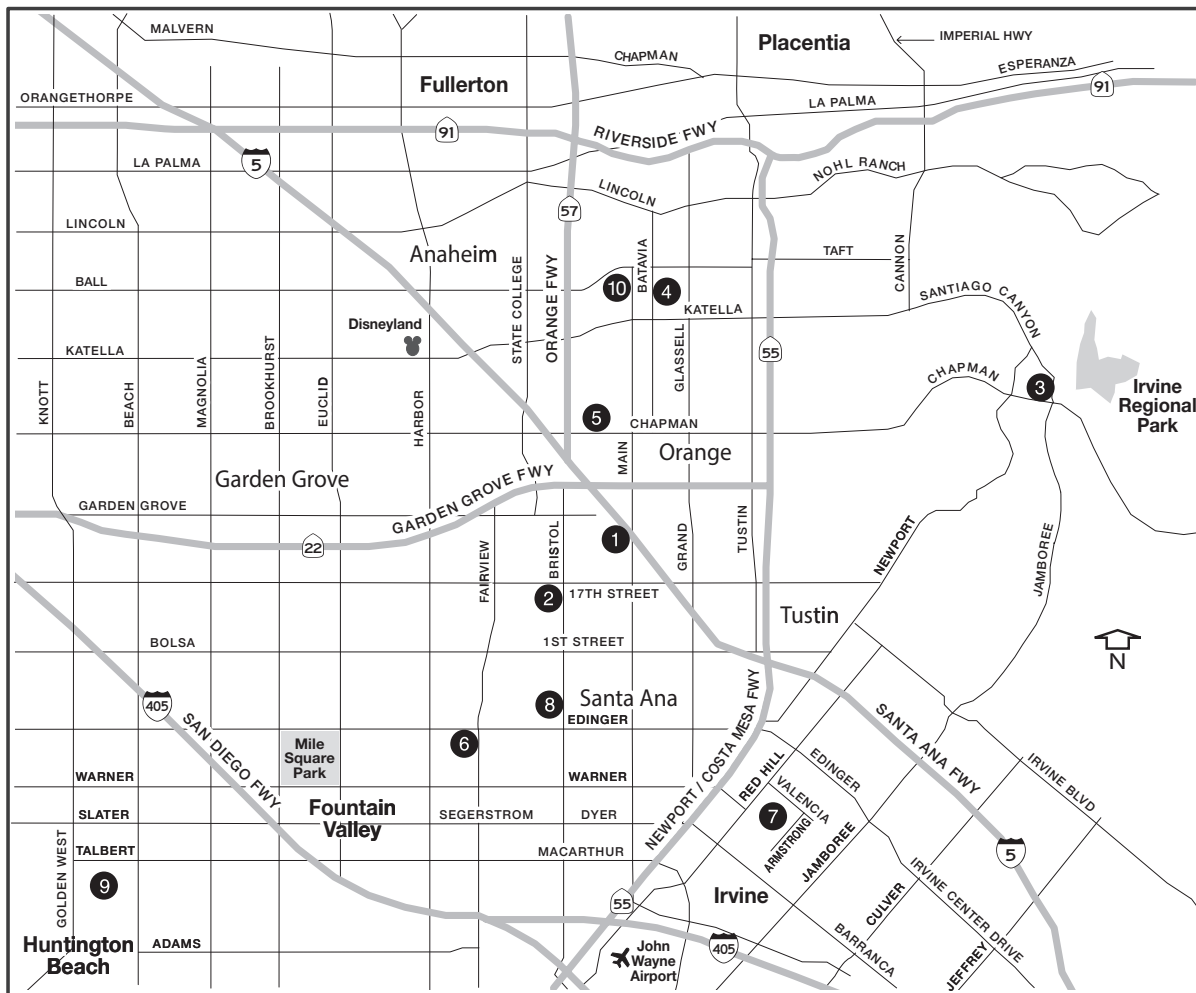 MALVERN
CHAPMAN
Placentia
IMPERIAL HWY
ESPERANZA
Fullerton
91
ORANGETHORPE
LA PALMA
91
RIVERSIDE FWY
LA PALMA
5
NOHL RANCH
LINCOLN
57
LINCOLN
Anaheim
STATE COLLEGE
ORANGE FWY
BATAVIA
TAFT
CANNON
BALL
10
4
SANTIAGO CANYON
KATELLA
Disneyland
KATELLA
GLASSELL
55
KNOTT
BEACH
MAGNOLIA
BROOKHURST
EUCLID
HARBOR
CHAPMAN
3
Irvine
Regional
Park
5
CHAPMAN
MAIN
Orange
Garden Grove
GARDEN GROVE FWY
GARDEN GROVE
22
1
GRAND
TUSTIN
NEWPORT
JAMBOREE
FAIRVIEW
BRISTOL
2
17TH STREET
Tustin
BOLSA
1ST STREET
N
405
SAN DIEGO FWY
8
Santa Ana
EDINGER
NEWPORT / COSTA MESA FWY
SANTA ANA FWY
6
Mile
Square
Park
WARNER
WARNER
RED HILL
EDINGER
IRVINE BLVD
VALENCIA
SLATER
Fountain
Valley
SEGERSTROM
DYER
7
ARMSTRONG
JAMBOREE
TALBERT
MACARTHUR
5
GOLDEN WEST
9
55
Irvine
CULVER
IRVINE CENTER DRIVE
BARRANCA
JEFFREY
Huntington
Beach
ADAMS
John
Wayne
Airport
405